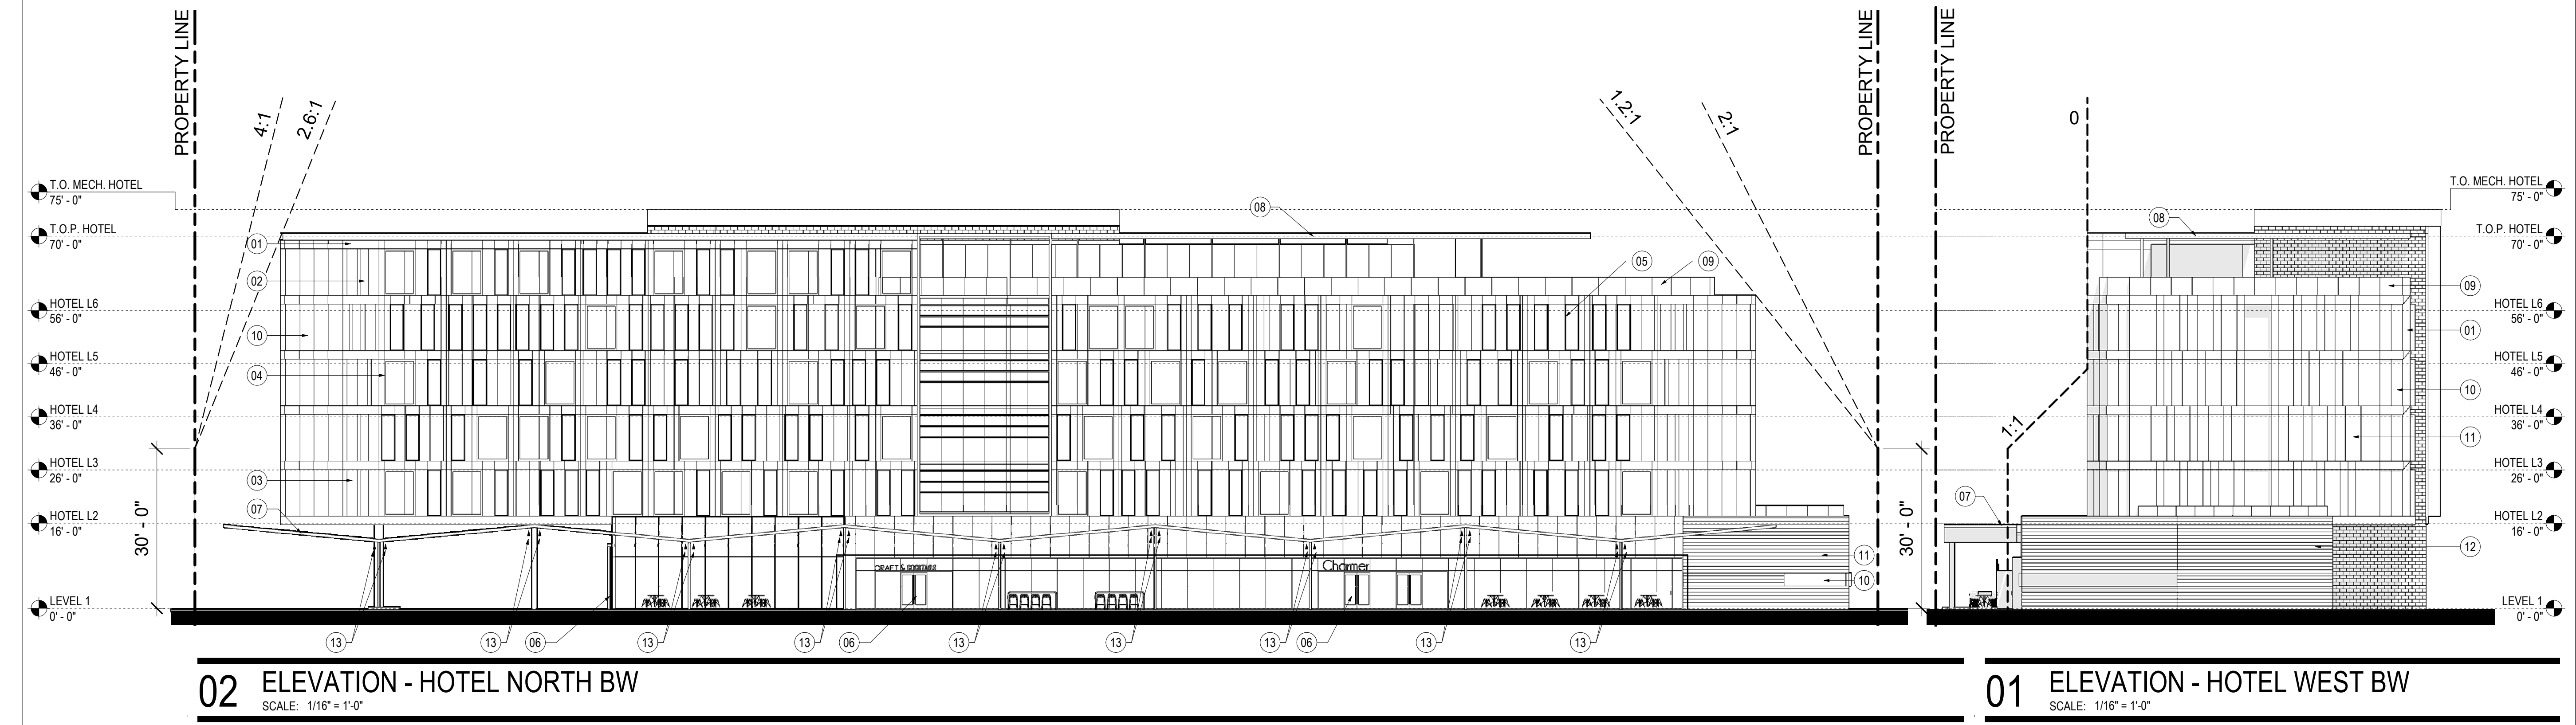 PROPERTY LINE
4:1
2.6:1
1.2:1
2:1
PROPERTY LINE
T.O. MECH. HOTEL
75' - 0"
T.O.P. HOTEL
70' - 0"
HOTEL L6
56' - 0"
HOTEL L5
46' - 0"
HOTEL L4
36' - 0"
HOTEL L3
26' - 0"
HOTEL L2
16' - 0"
LEVEL 1
0' - 0"
30' - 0"
01
02
10
04
03
07
08
05
09
11
10
CRAFT & COCKTAILS
Charmer
30' - 0"
13
13
06
13
13
06
13
13
13
06
13
13
02
ELEVATION - HOTEL NORTH BW
SCALE: 1/16" = 1'-0"
PROPERTY LINE
0
1:1
08
07
09
01
10
11
12
T.O. MECH. HOTEL
75' - 0"
T.O.P. HOTEL
70' - 0"
HOTEL L6
56' - 0"
HOTEL L5
46' - 0"
HOTEL L4
36' - 0"
HOTEL L3
26' - 0"
HOTEL L2
16' - 0"
LEVEL 1
0' - 0"
01
ELEVATION - HOTEL WEST BW
SCALE: 1/16" = 1'-0"